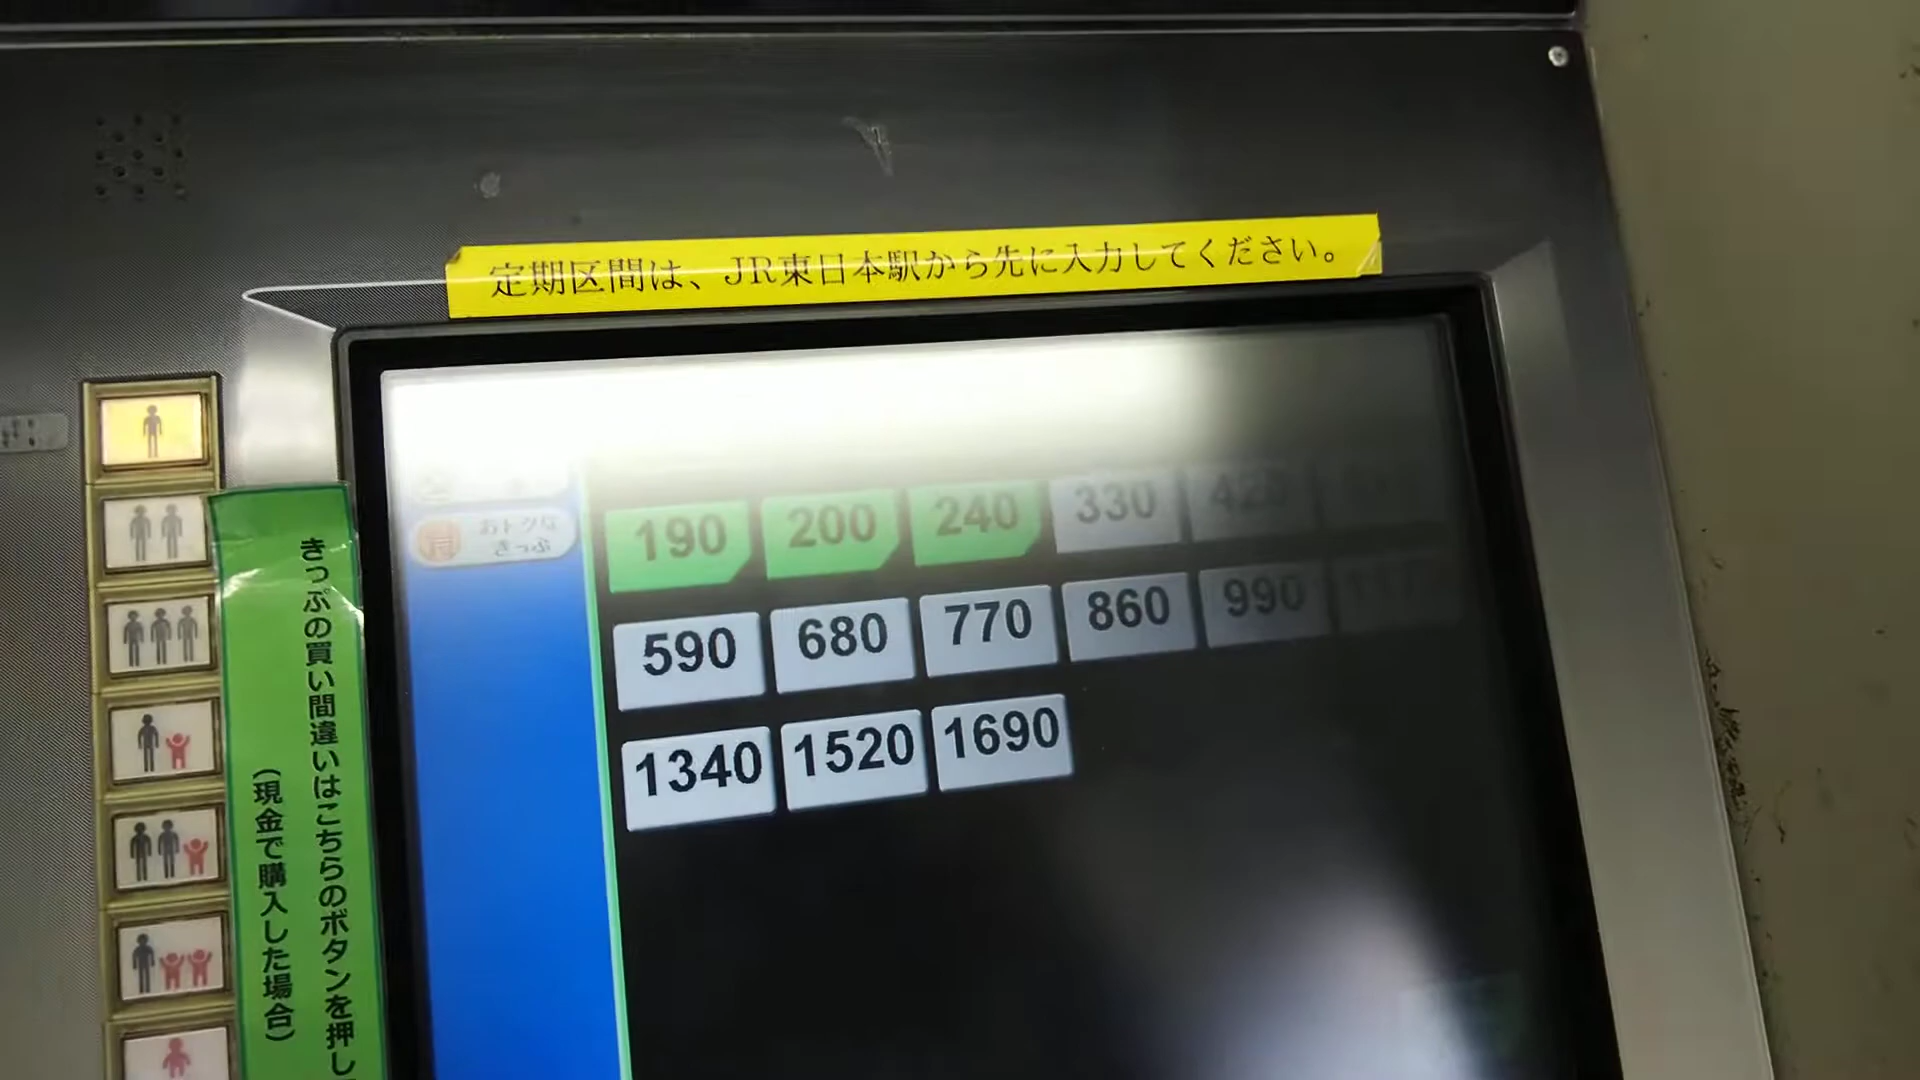 定期区間は、JR東日本駅から先に入力してください。
おトクな
きっぷ
190 200 240 330 420
590 680 770 860 990
1340 1520 1690
きっぷの買い間違いはこちらのボタンを押し
(現金で購入した場合)